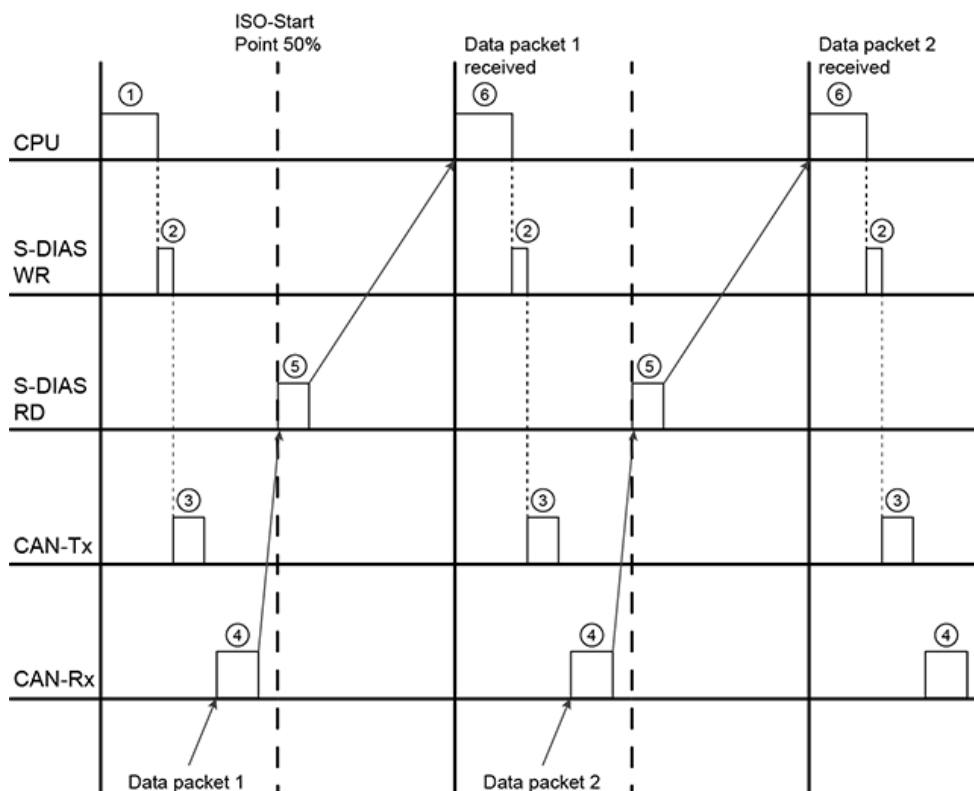 ISO-Start
Point 50%
Data packet 1
received
Data packet 2
received
1
6
6
CPU
2
2
2
S-DIAS
WR
5
5
S-DIAS
RD
3
3
3
CAN-Tx
4
4
4
CAN-Rx
Data packet 1
Data packet 2